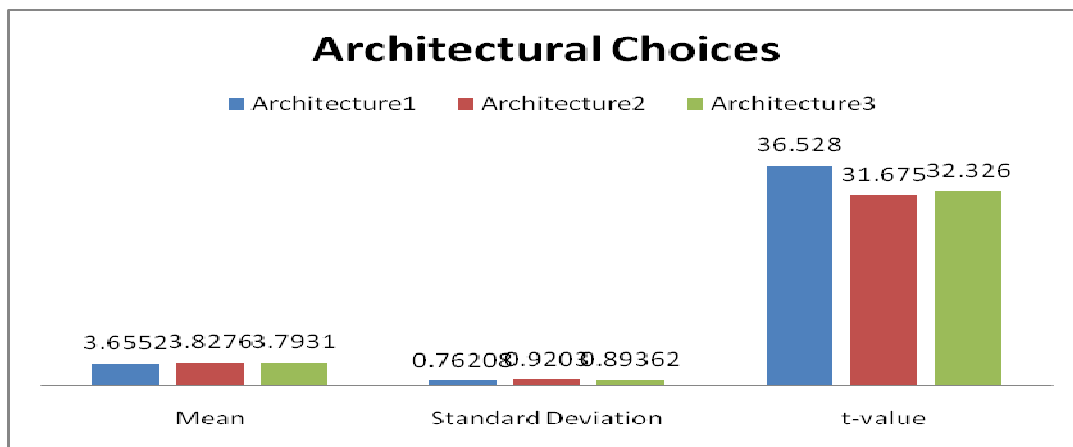 Architectural Choices
Architecture1 Architecture2 Architecture3
36.528
31.675 32.326
3.6552 3.8276 3.7931
0.76208 0.9203 0.89362
Mean Standard Deviation t-value